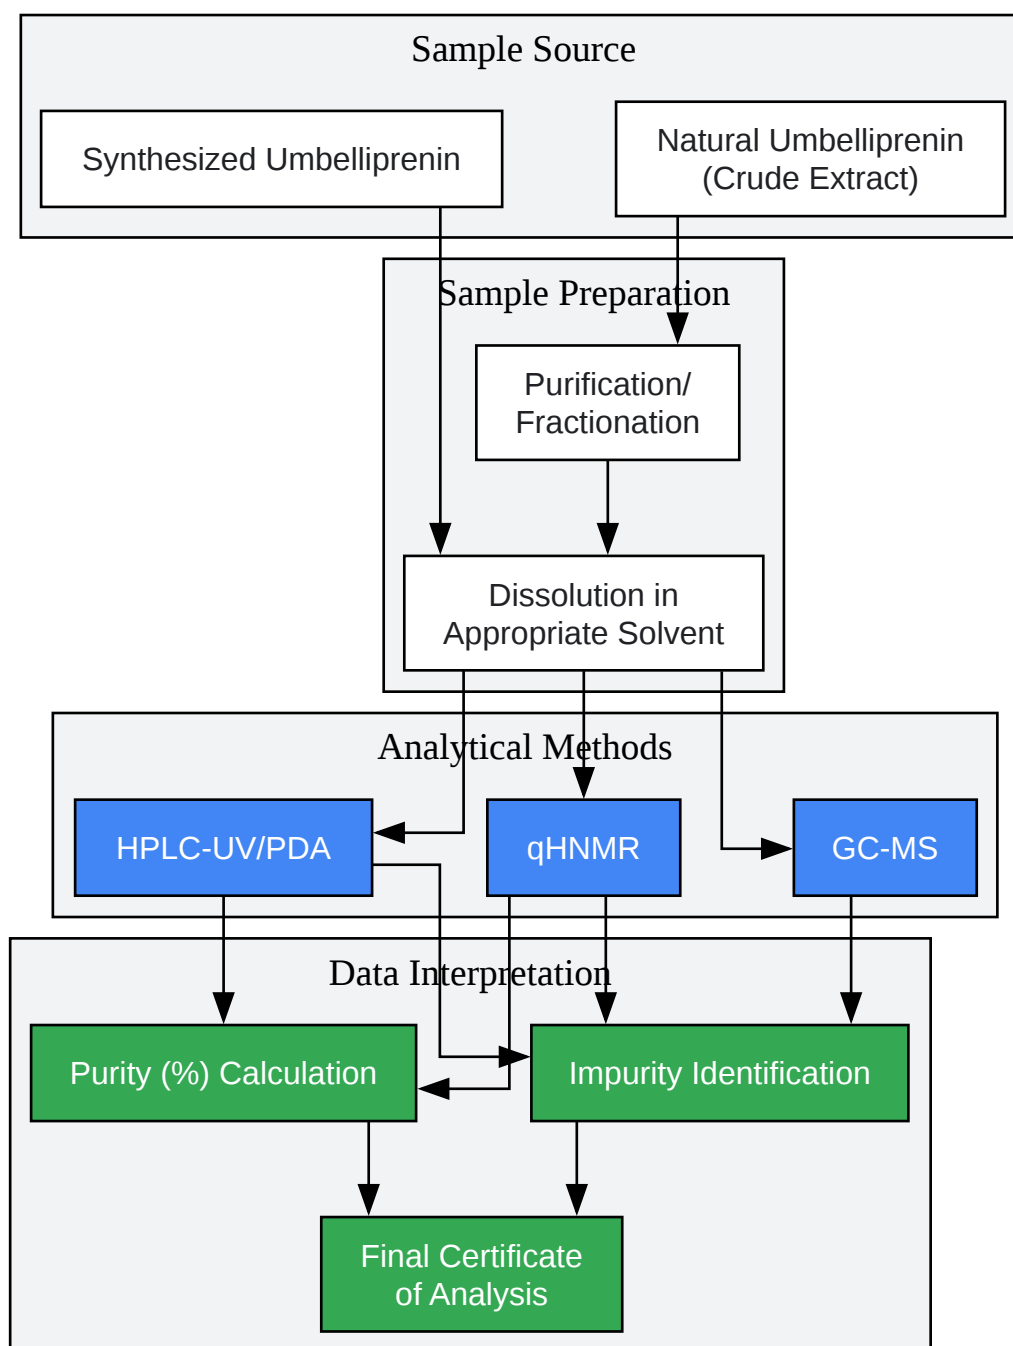 Sample Source
Synthesized Umbelliprenin
Natural Umbelliprenin
(Crude Extract)
Sample Preparation
Purification/
Fractionation
Dissolution in
Appropriate Solvent
Analytical Methods
HPLC-UV/PDA
qHNMR
GC-MS
Data Interpretation
Purity (%) Calculation
Impurity Identification
Final Certificate
of Analysis